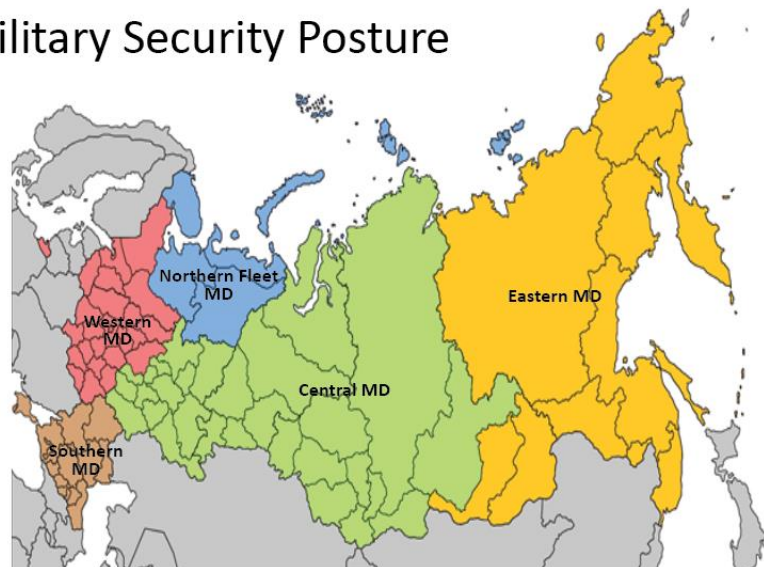 ilitary Security Posture
Northern Fleet
MD
Western
MD
Eastern MD
Central MD
Southern
MD